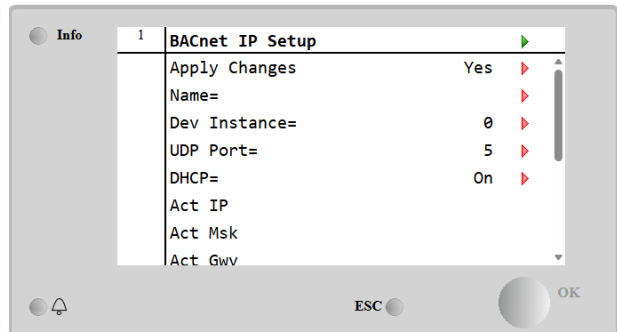 Info
1 BACnet IP Setup
Apply Changes Yes
Name=
Dev Instance= 0
UDP Port= 5
DHCP= On
Act IP
Act Msk
Act Gwy
ESC
OK